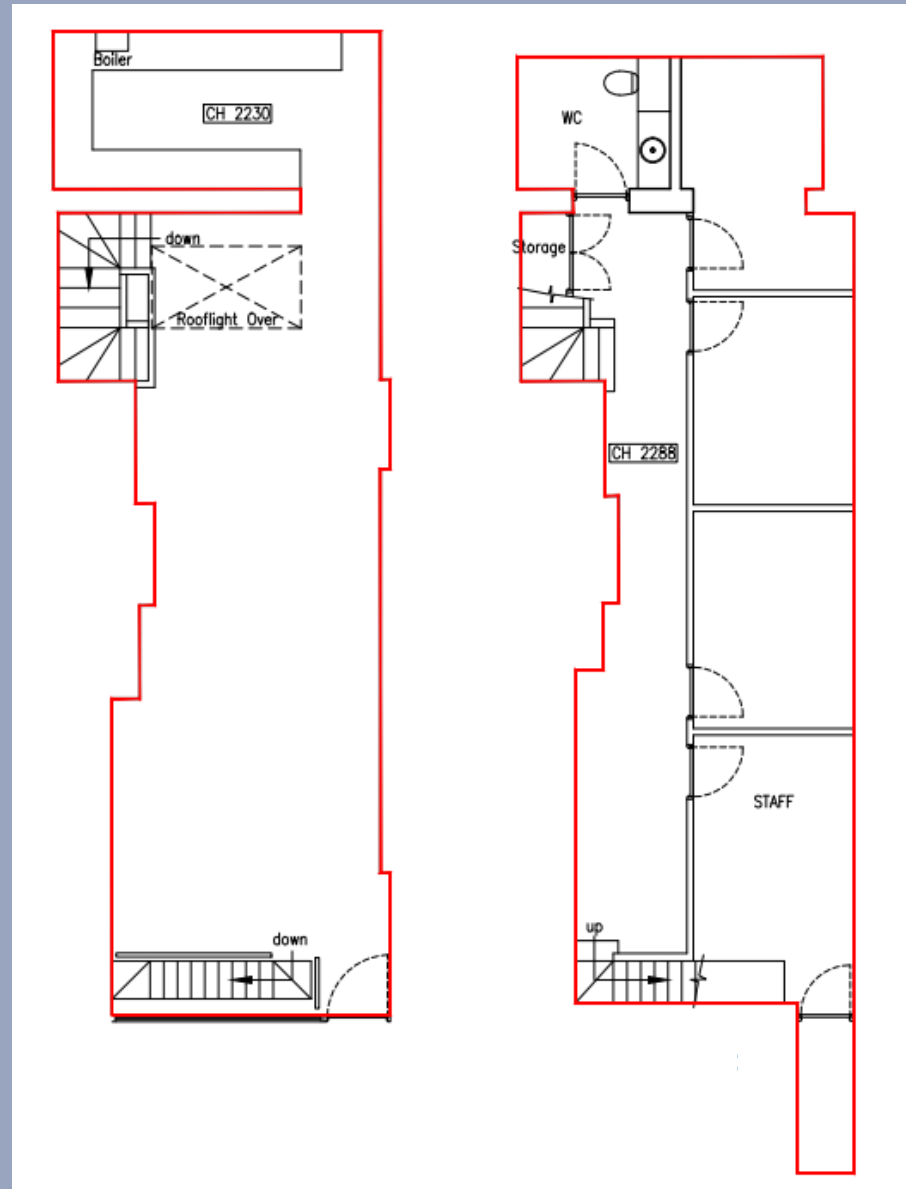 Boiler
CH 2230
down
Rooflight Over
down
WC
Storage
CH 2288
STAFF
up